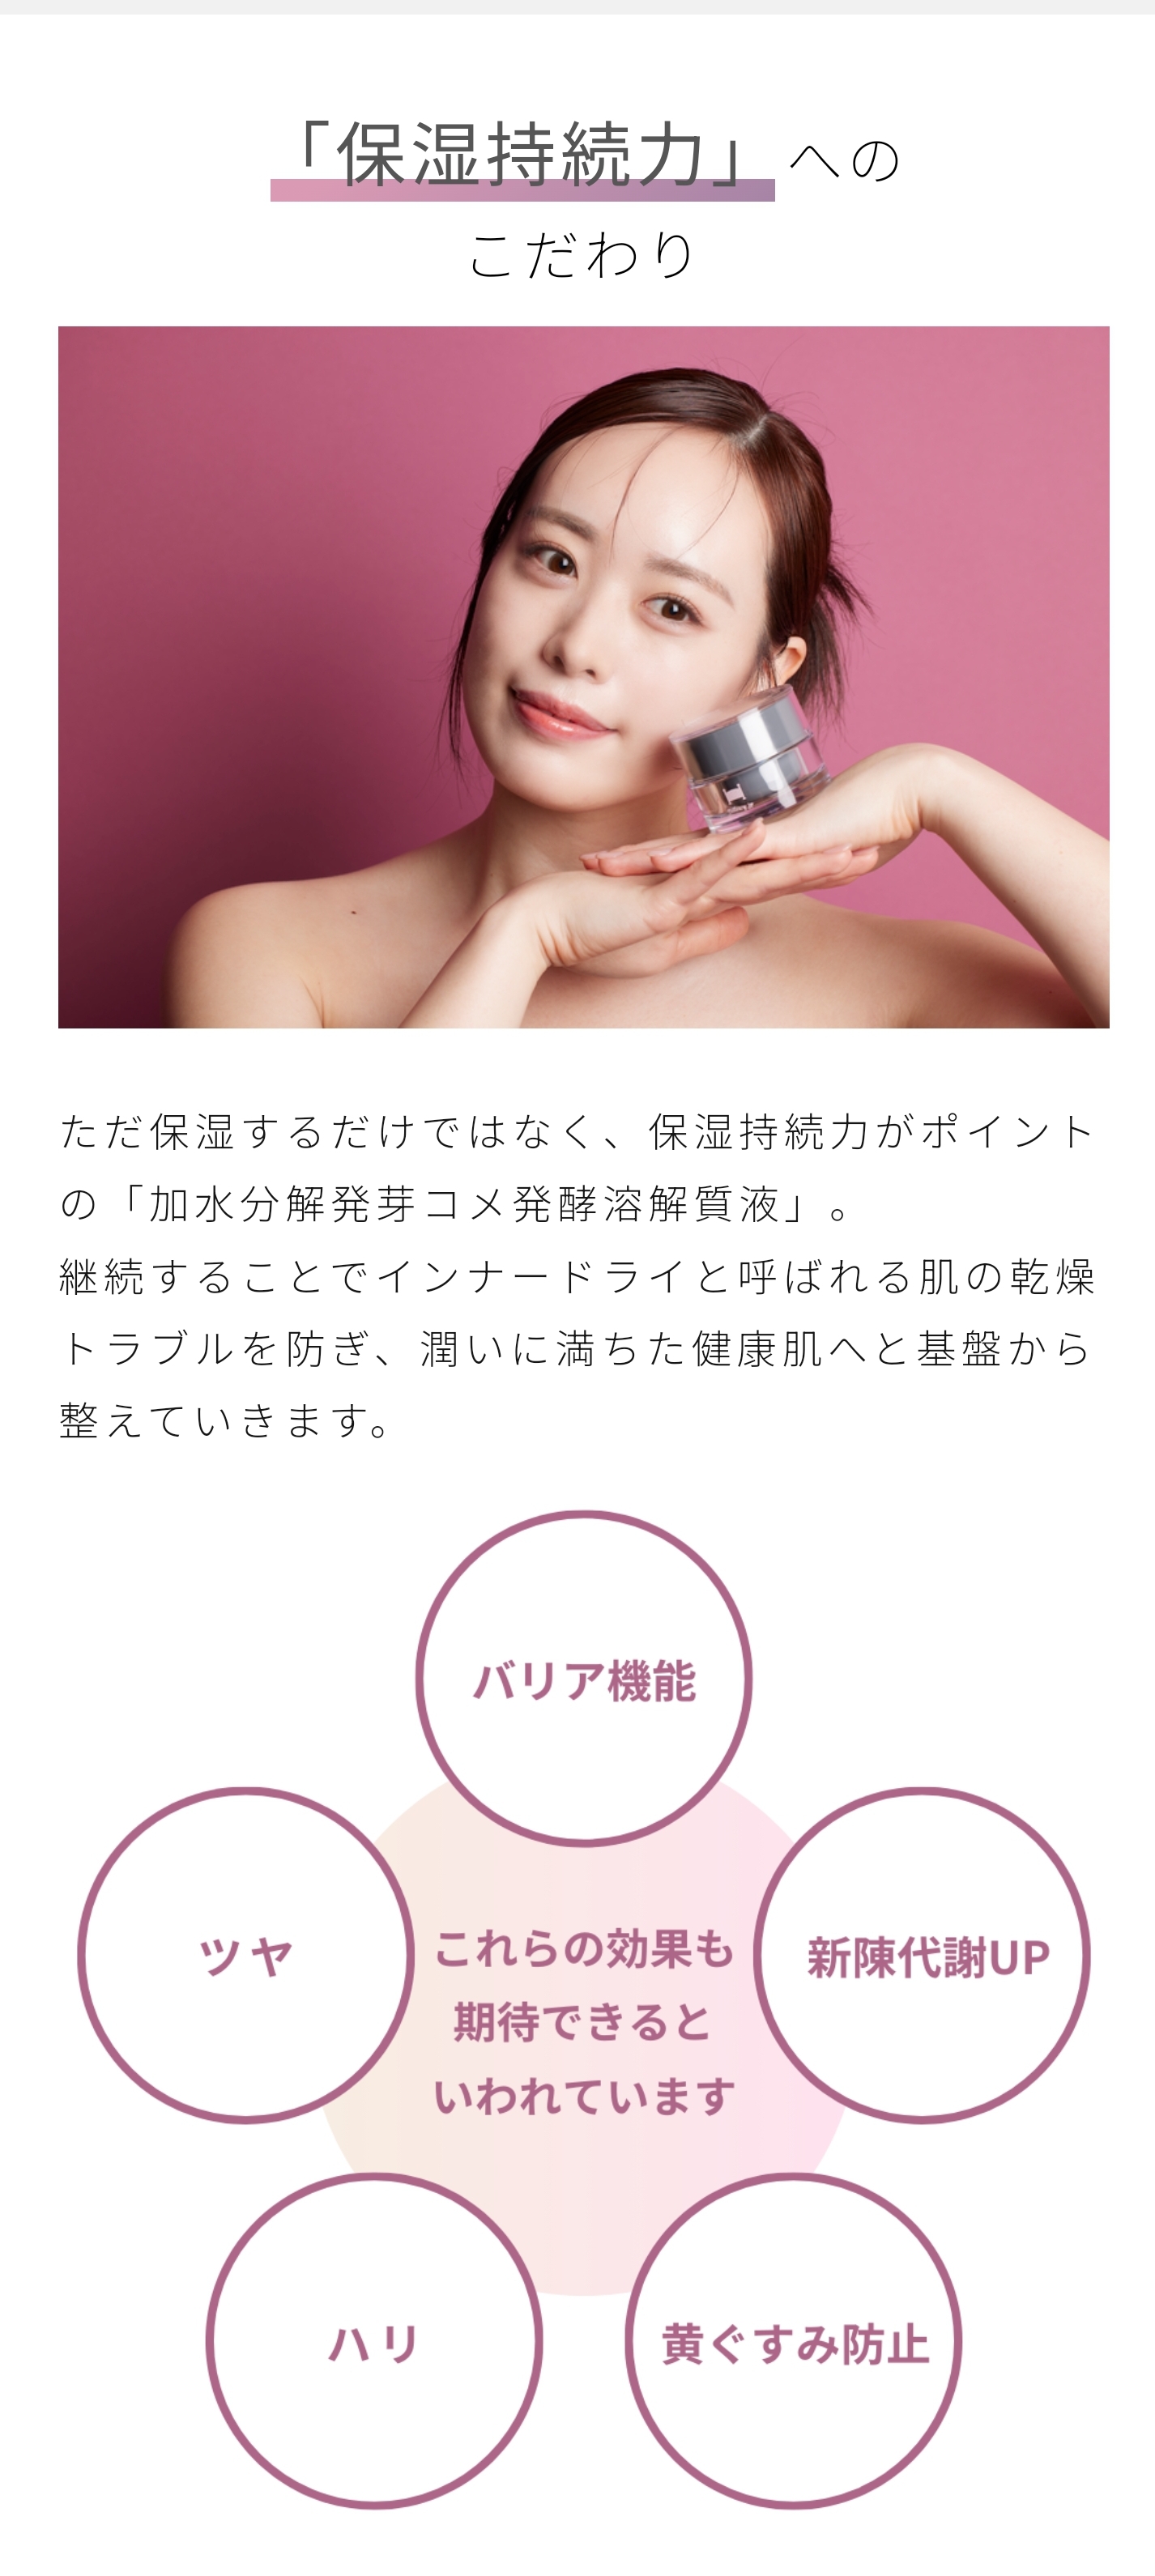 「保湿持続力」への
こだわり
ただ保湿するだけではなく、保湿持続力がポイント
の「加水分解発芽コメ発酵溶解質液」。
継続することでインナードライと呼ばれる肌の乾燥
トラブルを防ぎ、潤いに満ちた健康肌へと基盤から
整えていきます。
バリア機能
ツヤ
これらの効果も
期待できると
いわれています
新陳代謝UP
ハリ
黄ぐすみ防止